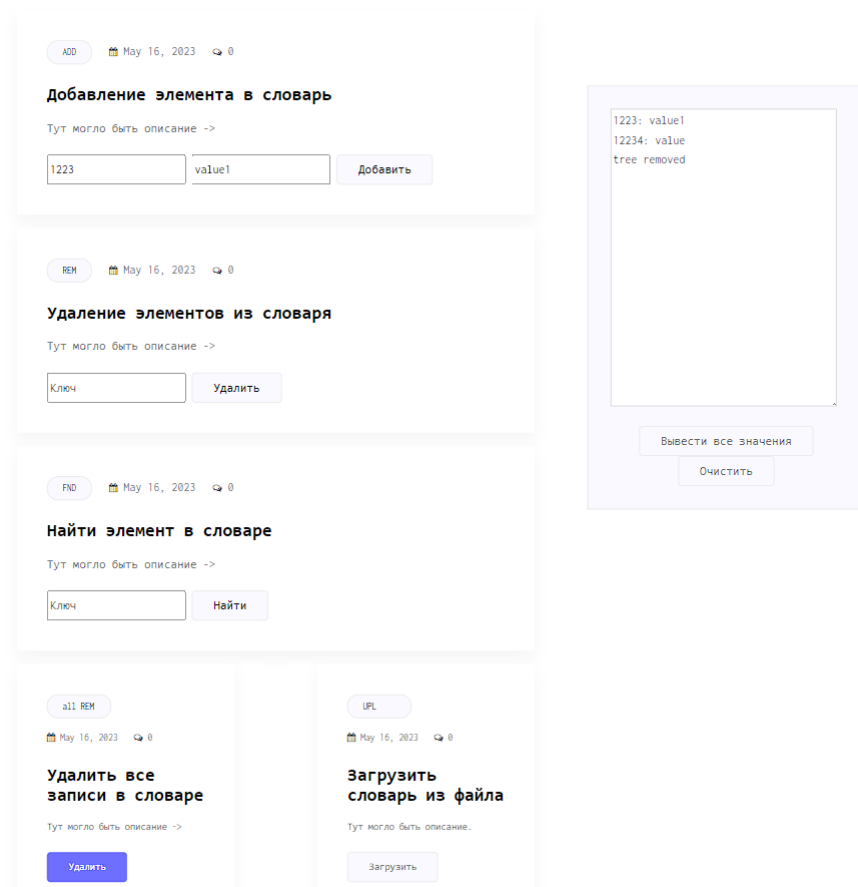 ADD May 16, 2023 0
Добавление элемента в словарь
Тут могло быть описание ->
1223 value1 Добавить
REM May 16, 2023 0
Удаление элементов из словаря
Тут могло быть описание ->
Ключ Удалить
FND May 16, 2023 0
Найти элемент в словаре
Тут могло быть описание ->
Ключ Найти
all REM
May 16, 2023 0
Удалить все
записи в словаре
Тут могло быть описание ->
Удалить
UPL
May 16, 2023 0
Загрузить
словарь из файла
Тут могло быть описание.
Загрузить
1223: value1
12234: value
tree removed
Вывести все значения
Очистить